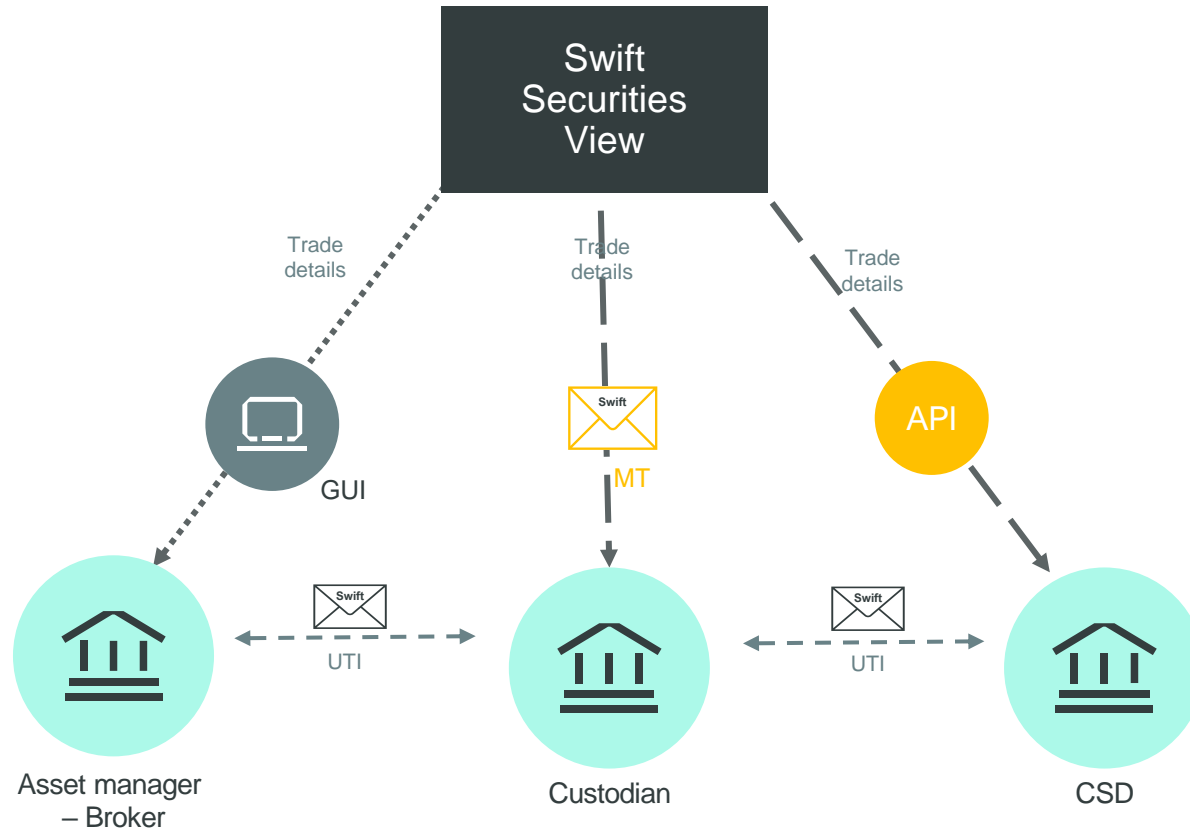 Swift
Securities
View
Trade
details
Trade
details
Trade
details
GUI
Swift
MT
API
Swift
UTI
Swift
UTI
Asset manager
– Broker
Custodian
CSD